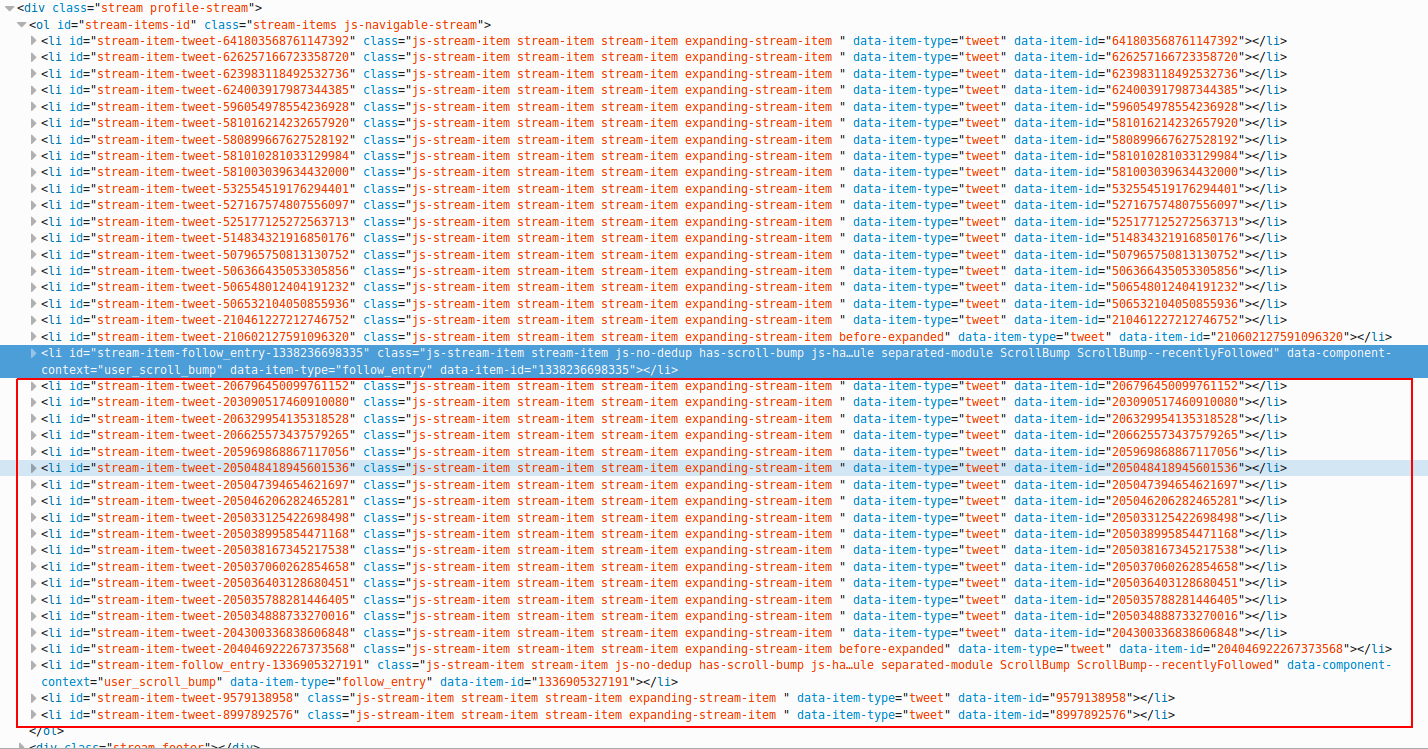 <div class="stream profile-stream">
<ol id="stream-items-id" class="stream-items js-navigable-stream">
<li id="stream-item-tweet-641803568761147392" class="js-stream-item stream-item stream-item expanding-stream-item " data-item-type="tweet" data-item-id="641803568761147392"></li>
<li id="stream-item-tweet-626257166723358720" class="js-stream-item stream-item stream-item expanding-stream-item " data-item-type="tweet" data-item-id="626257166723358720"></li>
<li id="stream-item-tweet-623983118492532736" class="js-stream-item stream-item stream-item expanding-stream-item " data-item-type="tweet" data-item-id="623983118492532736"></li>
<li id="stream-item-tweet-624003917987344385" class="js-stream-item stream-item stream-item expanding-stream-item " data-item-type="tweet" data-item-id="624003917987344385"></li>
<li id="stream-item-tweet-596054978554236928" class="js-stream-item stream-item stream-item expanding-stream-item " data-item-type="tweet" data-item-id="596054978554236928"></li>
<li id="stream-item-tweet-581016214232657920" class="js-stream-item stream-item stream-item expanding-stream-item " data-item-type="tweet" data-item-id="581016214232657920"></li>
<li id="stream-item-tweet-580899667627528192" class="js-stream-item stream-item stream-item expanding-stream-item " data-item-type="tweet" data-item-id="580899667627528192"></li>
<li id="stream-item-tweet-581010281033129984" class="js-stream-item stream-item stream-item expanding-stream-item " data-item-type="tweet" data-item-id="581010281033129984"></li>
<li id="stream-item-tweet-581003039634432000" class="js-stream-item stream-item stream-item expanding-stream-item " data-item-type="tweet" data-item-id="581003039634432000"></li>
<li id="stream-item-tweet-532554519176294401" class="js-stream-item stream-item stream-item expanding-stream-item " data-item-type="tweet" data-item-id="532554519176294401"></li>
<li id="stream-item-tweet-527167574807556097" class="js-stream-item stream-item stream-item expanding-stream-item " data-item-type="tweet" data-item-id="527167574807556097"></li>
<li id="stream-item-tweet-525177125272563713" class="js-stream-item stream-item stream-item expanding-stream-item " data-item-type="tweet" data-item-id="525177125272563713"></li>
<li id="stream-item-tweet-514834321916850176" class="js-stream-item stream-item stream-item expanding-stream-item " data-item-type="tweet" data-item-id="514834321916850176"></li>
<li id="stream-item-tweet-507965750813130752" class="js-stream-item stream-item stream-item expanding-stream-item " data-item-type="tweet" data-item-id="507965750813130752"></li>
<li id="stream-item-tweet-506366435053305856" class="js-stream-item stream-item stream-item expanding-stream-item " data-item-type="tweet" data-item-id="506366435053305856"></li>
<li id="stream-item-tweet-506548012404191232" class="js-stream-item stream-item stream-item expanding-stream-item " data-item-type="tweet" data-item-id="506548012404191232"></li>
<li id="stream-item-tweet-506532104050855936" class="js-stream-item stream-item stream-item expanding-stream-item " data-item-type="tweet" data-item-id="506532104050855936"></li>
<li id="stream-item-tweet-210461227212746752" class="js-stream-item stream-item stream-item expanding-stream-item " data-item-type="tweet" data-item-id="210461227212746752"></li>
<li id="stream-item-tweet-210602127591096320" class="js-stream-item stream-item stream-item expanding-stream-item before-expanded" data-item-type="tweet" data-item-id="210602127591096320"></li>
<li id="stream-item-follow_entry-1338236698335" class="js-stream-item stream-item js-no-dedup has-scroll-bump js-ha…ule separated-module ScrollBump ScrollBump--recentlyFollowed" data-component-
context="user_scroll_bump" data-item-type="follow_entry" data-item-id="1338236698335"></li>
<li id="stream-item-tweet-206796450099761152" class="js-stream-item stream-item stream-item expanding-stream-item " data-item-type="tweet" data-item-id="206796450099761152"></li>
<li id="stream-item-tweet-203090517460910080" class="js-stream-item stream-item stream-item expanding-stream-item " data-item-type="tweet" data-item-id="203090517460910080"></li>
<li id="stream-item-tweet-206329954135318528" class="js-stream-item stream-item stream-item expanding-stream-item " data-item-type="tweet" data-item-id="206329954135318528"></li>
<li id="stream-item-tweet-206625573437579265" class="js-stream-item stream-item stream-item expanding-stream-item " data-item-type="tweet" data-item-id="206625573437579265"></li>
<li id="stream-item-tweet-205969868867117056" class="js-stream-item stream-item stream-item expanding-stream-item " data-item-type="tweet" data-item-id="205969868867117056"></li>
<li id="stream-item-tweet-205048418945601536" class="js-stream-item stream-item stream-item expanding-stream-item " data-item-type="tweet" data-item-id="205048418945601536"></li>
<li id="stream-item-tweet-205047394654621697" class="js-stream-item stream-item stream-item expanding-stream-item " data-item-type="tweet" data-item-id="205047394654621697"></li>
<li id="stream-item-tweet-205046206282465281" class="js-stream-item stream-item stream-item expanding-stream-item " data-item-type="tweet" data-item-id="205046206282465281"></li>
<li id="stream-item-tweet-205033125422698498" class="js-stream-item stream-item stream-item expanding-stream-item " data-item-type="tweet" data-item-id="205033125422698498"></li>
<li id="stream-item-tweet-205038995854471168" class="js-stream-item stream-item stream-item expanding-stream-item " data-item-type="tweet" data-item-id="205038995854471168"></li>
<li id="stream-item-tweet-205038167345217538" class="js-stream-item stream-item stream-item expanding-stream-item " data-item-type="tweet" data-item-id="205038167345217538"></li>
<li id="stream-item-tweet-205037060262854658" class="js-stream-item stream-item stream-item expanding-stream-item " data-item-type="tweet" data-item-id="205037060262854658"></li>
<li id="stream-item-tweet-205036403128680451" class="js-stream-item stream-item stream-item expanding-stream-item " data-item-type="tweet" data-item-id="205036403128680451"></li>
<li id="stream-item-tweet-205035788281446405" class="js-stream-item stream-item stream-item expanding-stream-item " data-item-type="tweet" data-item-id="205035788281446405"></li>
<li id="stream-item-tweet-205034888733270016" class="js-stream-item stream-item stream-item expanding-stream-item " data-item-type="tweet" data-item-id="205034888733270016"></li>
<li id="stream-item-tweet-204300336838606848" class="js-stream-item stream-item stream-item expanding-stream-item " data-item-type="tweet" data-item-id="204300336838606848"></li>
<li id="stream-item-tweet-204046922267373568" class="js-stream-item stream-item stream-item expanding-stream-item before-expanded" data-item-type="tweet" data-item-id="204046922267373568"></li>
<li id="stream-item-follow_entry-1336905327191" class="js-stream-item stream-item js-no-dedup has-scroll-bump js-ha…ule separated-module ScrollBump ScrollBump--recentlyFollowed" data-component-
context="user_scroll_bump" data-item-type="follow_entry" data-item-id="1336905327191"></li>
<li id="stream-item-tweet-9579138958" class="js-stream-item stream-item stream-item expanding-stream-item " data-item-type="tweet" data-item-id="9579138958"></li>
<li id="stream-item-tweet-8997892576" class="js-stream-item stream-item stream-item expanding-stream-item " data-item-type="tweet" data-item-id="8997892576"></li>
</ol>
<div class="stream-footer"></div>